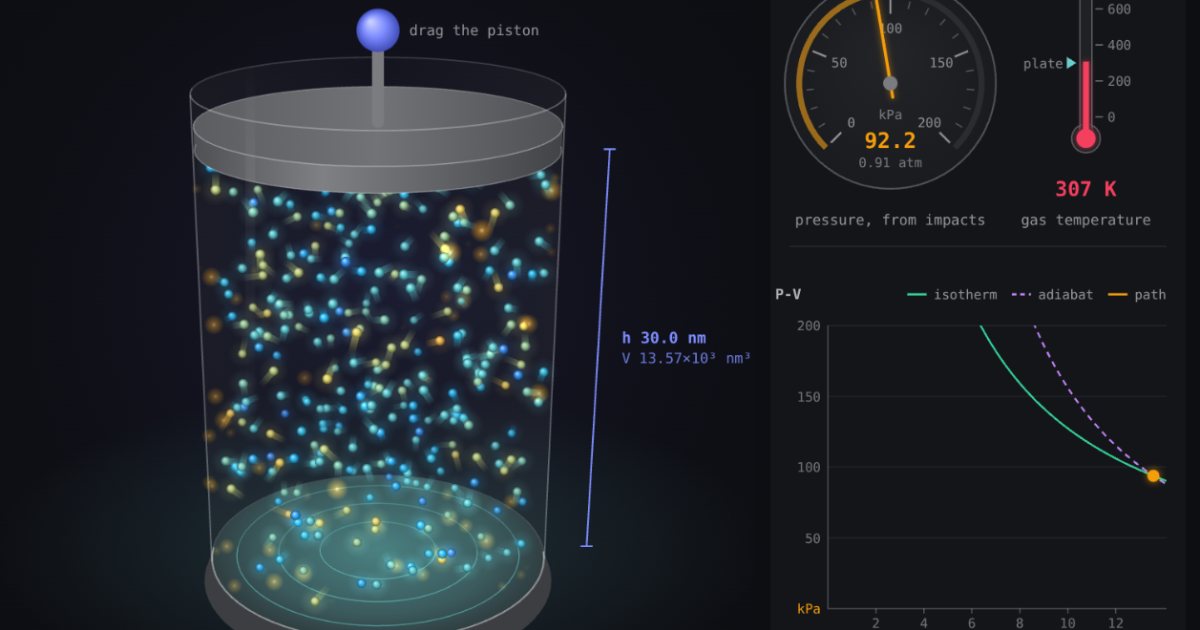 drag the piston
h 30.0 nm
V 13.57×10³ nm³
50
100
150
0
200
kPa
92.2
0.91 atm
pressure, from impacts
600
400
200
0
plate
307 K
gas temperature
P-V
isotherm
adiabat
path
200
150
100
50
kPa
2 4 6 8 10 12